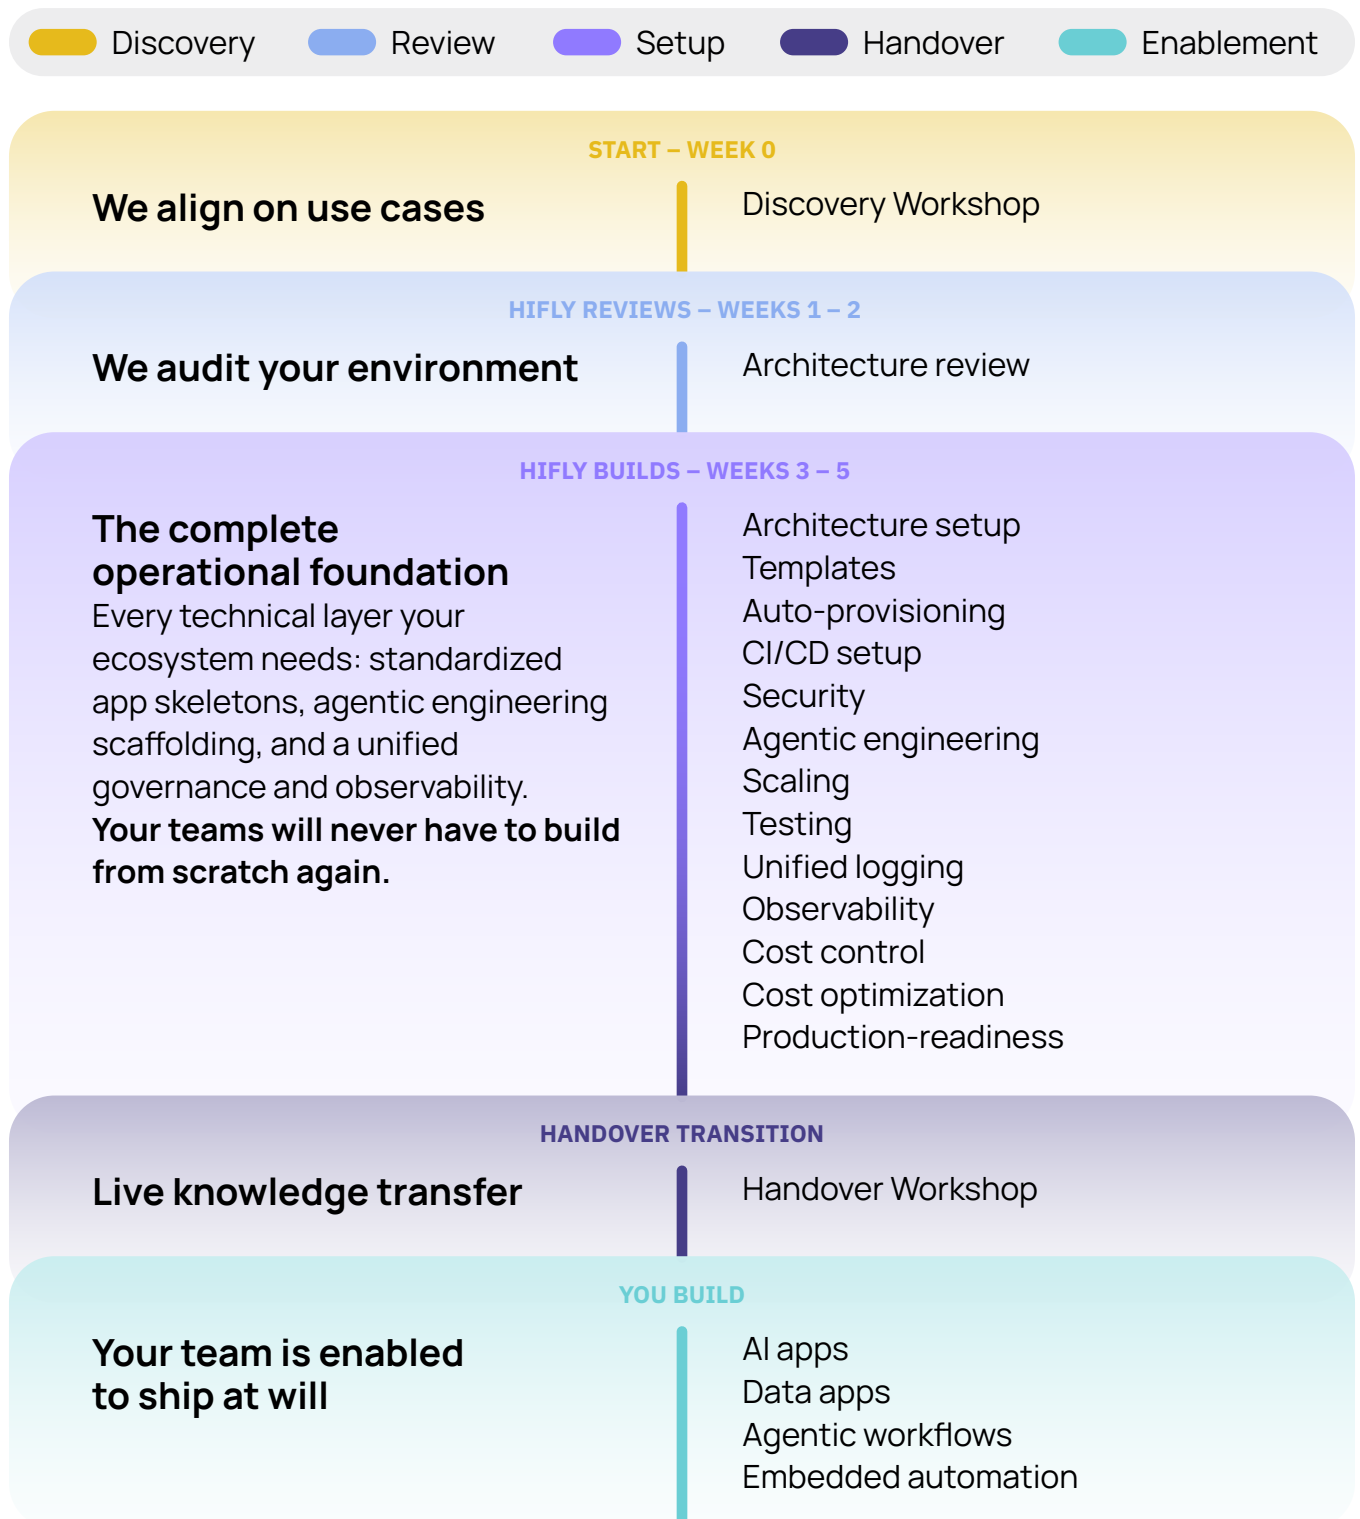 Discovery
Review
Setup
Handover
Enablement
START – WEEK 0
We align on use cases
Discovery Workshop
HIFLY REVIEWS – WEEKS 1 – 2
We audit your environment
Architecture review
HIFLY BUILDS – WEEKS 3 – 5
The complete
operational foundation
Every technical layer your
ecosystem needs: standardized
app skeletons, agentic engineering
scaffolding, and a unified
governance and observability.
Your teams will never have to build
from scratch again.
Architecture setup
Templates
Auto-provisioning
CI/CD setup
Security
Agentic engineering
Scaling
Testing
Unified logging
Observability
Cost control
Cost optimization
Production-readiness
HANDOVER TRANSITION
Live knowledge transfer
Handover Workshop
YOU BUILD
Your team is enabled
to ship at will
AI apps
Data apps
Agentic workflows
Embedded automation